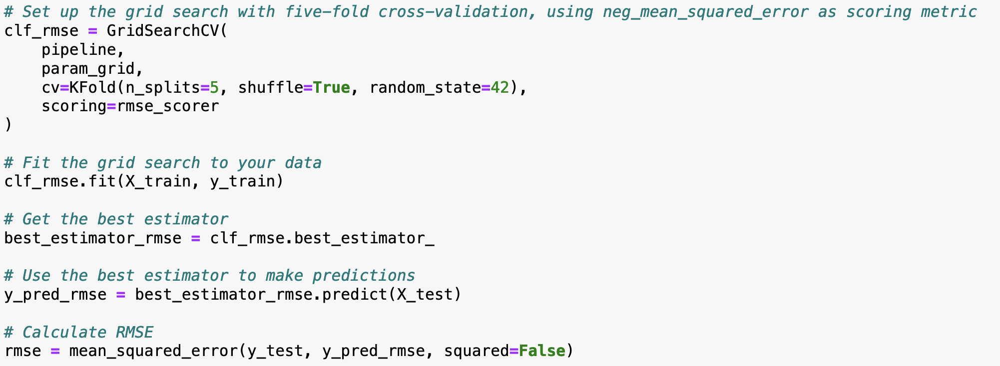 # Set up the grid search with five-fold cross-validation, using neg_mean_squared_error as scoring metric
clf_rmse = GridSearchCV(
    pipeline,
    param_grid,
    cv=KFold(n_splits=5, shuffle=True, random_state=42),
    scoring=rmse_scorer
)

# Fit the grid search to your data
clf_rmse.fit(X_train, y_train)

# Get the best estimator
best_estimator_rmse = clf_rmse.best_estimator_

# Use the best estimator to make predictions
y_pred_rmse = best_estimator_rmse.predict(X_test)

# Calculate RMSE
rmse = mean_squared_error(y_test, y_pred_rmse, squared=False)